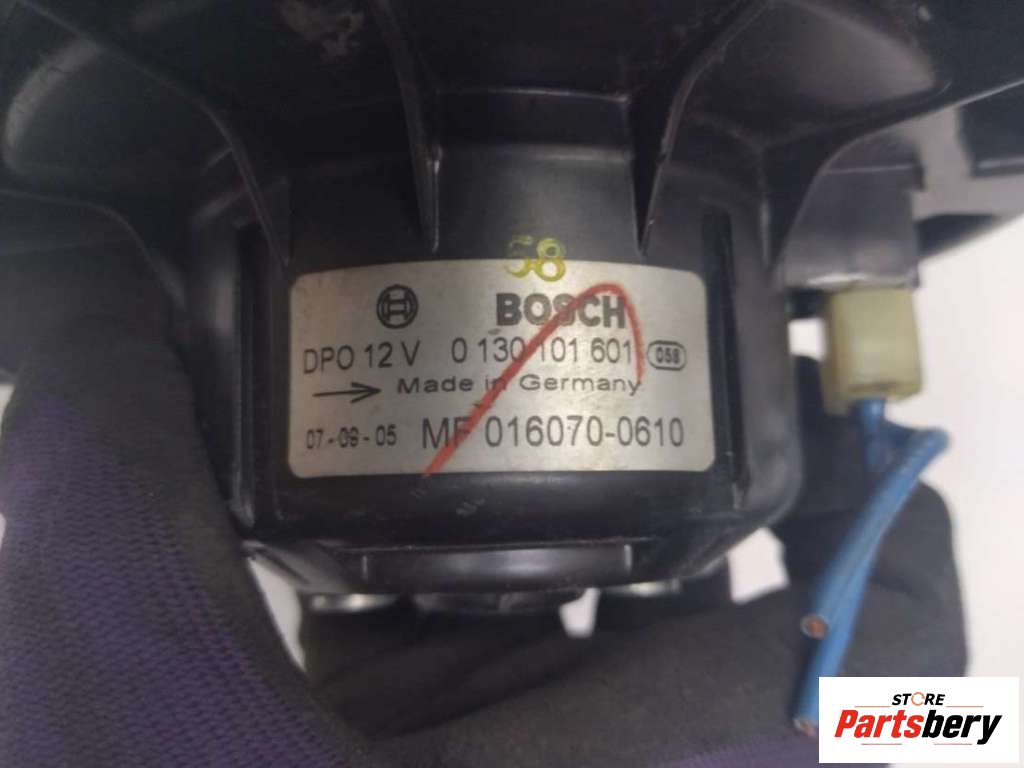 58
BOSCH
DPO 12 V 0 130 101 601 058
Made in Germany
07-09-05 MF 016070-0610
STORE
Partsbery